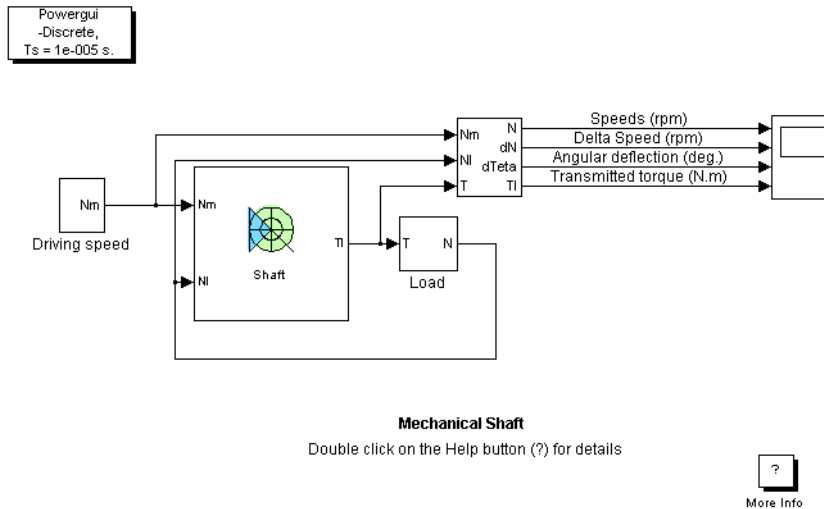 Powergui
-Discrete,
Ts = 1e-005 s.
Speeds (rpm)
Delta Speed (rpm)
Angular deflection (deg.)
Transmitted torque (N.m)
Nm
Nl
T
N
dN
dTeta
Tl
Nm
Driving speed
Nm
Nl
Tl
Shaft
T
N
Load
Mechanical Shaft
Double click on the Help button (?) for details
?
More Info